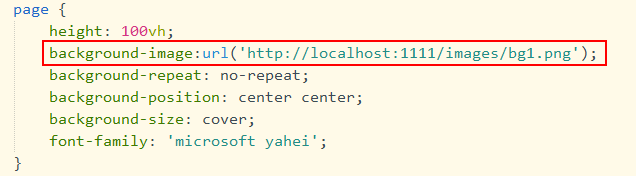 page {
height: 100vh;
background-image:url('http://localhost:1111/images/bg1.png');
background-repeat: no-repeat;
background-position: center center;
background-size: cover;
font-family: 'microsoft yahei';
}